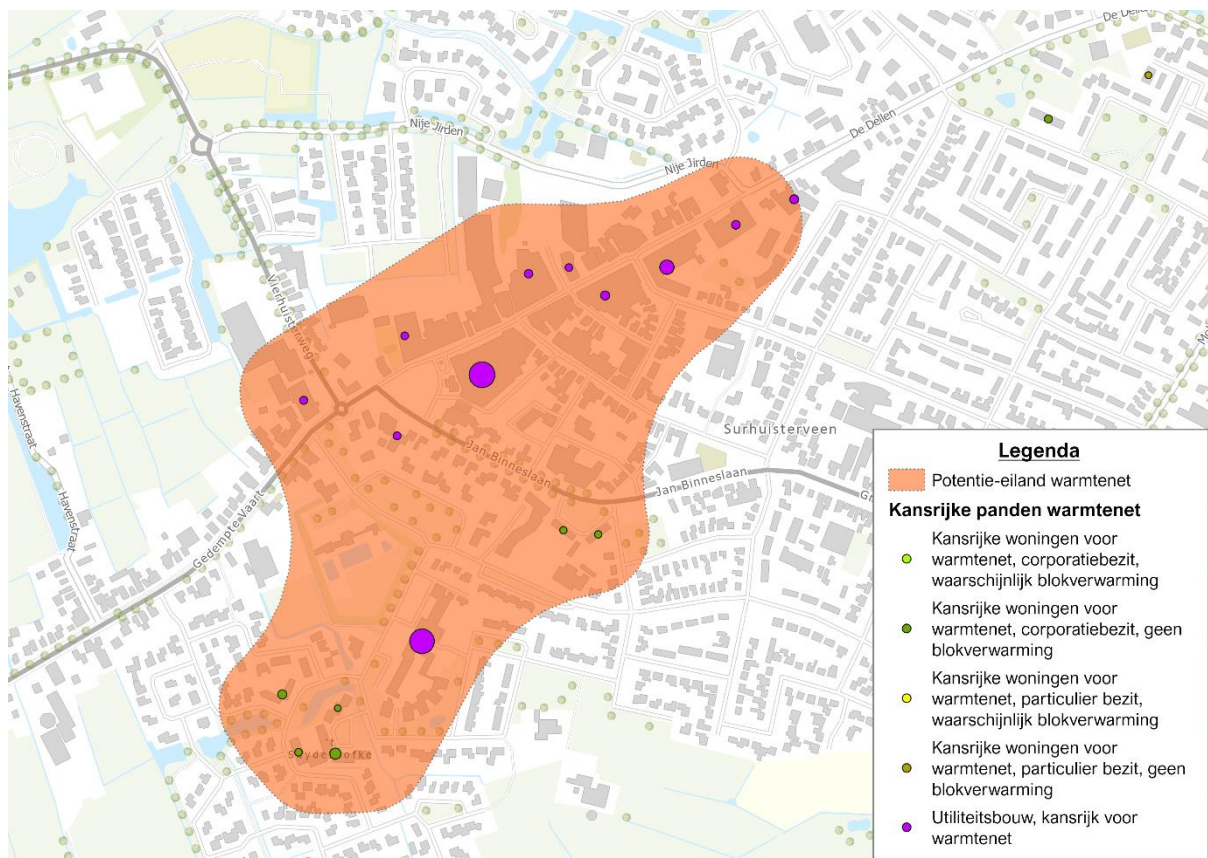 De Dellen
Nije Jirden
De Dellen
Nije Jirden
Vierhuisterweg
Havenstraat
Havenstraat
Surhuisterveen
Jan Binneslaan
Jan Binneslaan
Gedempte Vaart
't
Legenda
Potentie-eiland warmtenet
Kansrijke panden warmtenet
Kansrijke woningen voor
warmtenet, corporatiebezit,
waarschijnlijk blokverwarming
Kansrijke woningen voor
warmtenet, corporatiebezit, geen
blokverwarming
Kansrijke woningen voor
warmtenet, particulier bezit,
waarschijnlijk blokverwarming
Kansrijke woningen voor
warmtenet, particulier bezit, geen
blokverwarming
Utiliteitsbouw, kansrijk voor
warmtenet